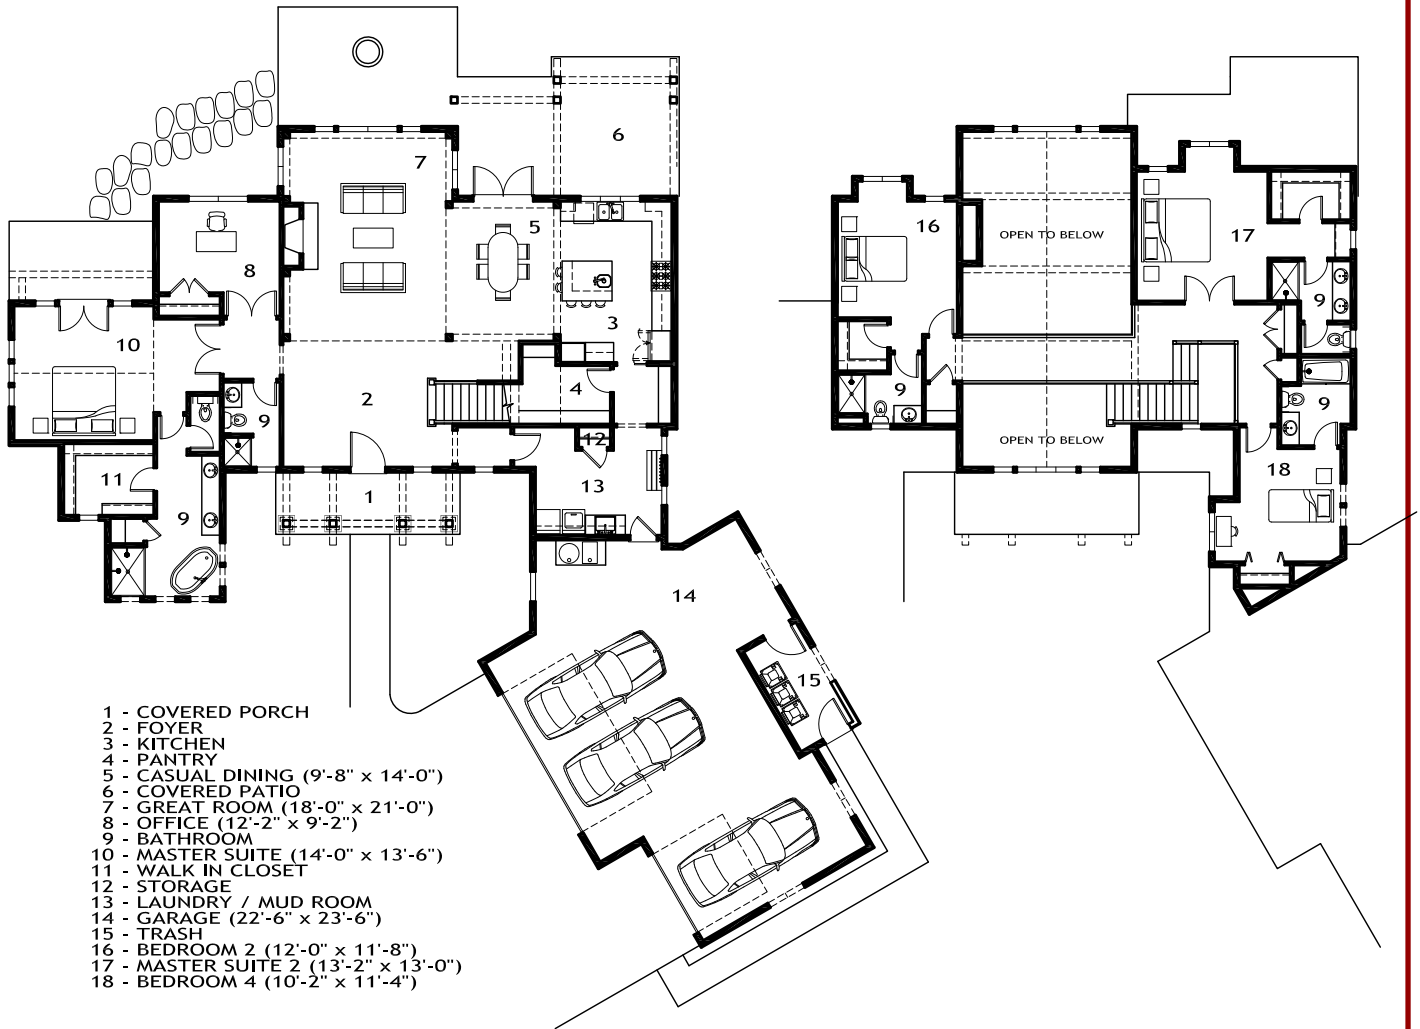 6
7
16
5
17
OPEN TO BELOW
8
9
3
10
4
9
2
9
9
12
OPEN TO BELOW
18
11
13
1
9
14
15
1 - COVERED PORCH
2 - FOYER
3 - KITCHEN
4 - PANTRY
5 - CASUAL DINING (9'-8" x 14'-0")
6 - COVERED PATIO
7 - GREAT ROOM (18'-0" x 21'-0")
8 - OFFICE (12'-2" x 9'-2")
9 - BATHROOM
10 - MASTER SUITE (14'-0" x 13'-6")
11 - WALK IN CLOSET
12 - STORAGE
13 - LAUNDRY / MUD ROOM
14 - GARAGE (22'-6" x 23'-6")
15 - TRASH
16 - BEDROOM 2 (12'-0" x 11'-8")
17 - MASTER SUITE 2 (13'-2" x 13'-0")
18 - BEDROOM 4 (10'-2" x 11'-4")